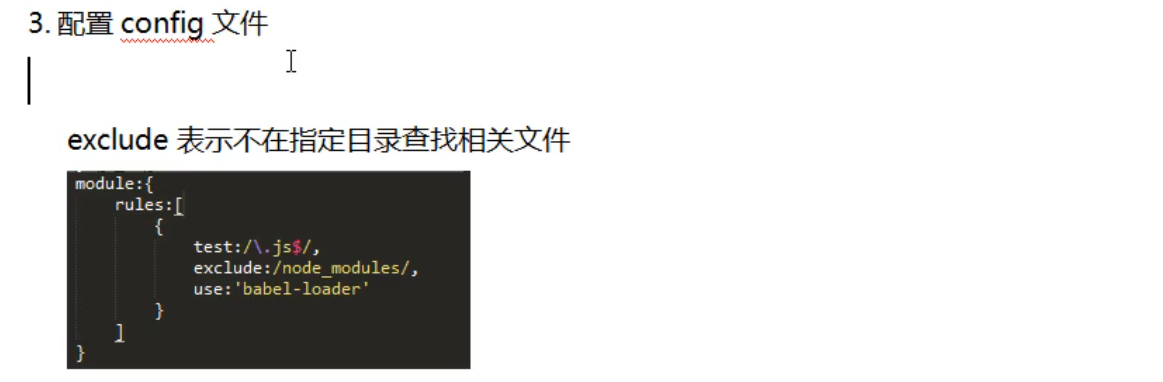 3. 配置 config 文件
exclude 表示不在指定目录查找相关文件
module:{
rules:[
{
test:/\.js$/,
exclude:/node_modules/,
use:'babel-loader'
}
]
}